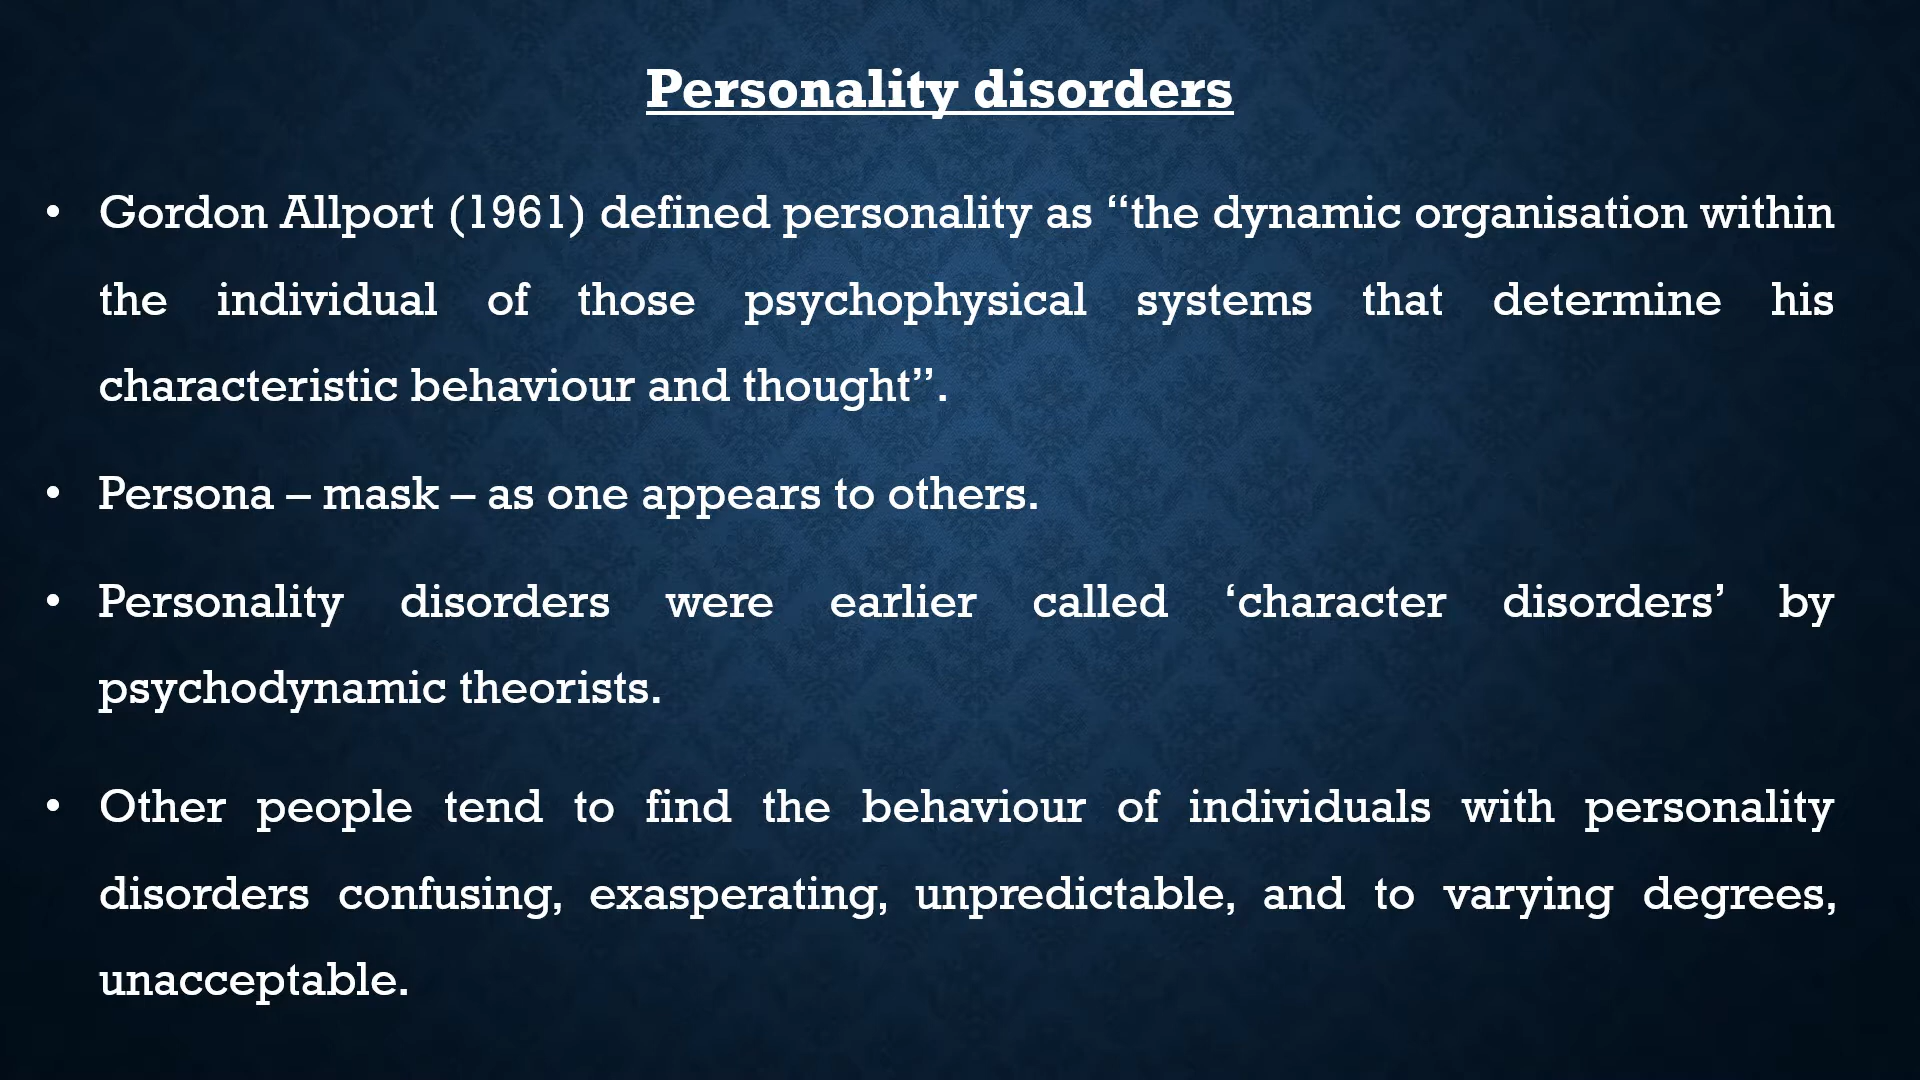 Personality disorders
• Gordon Allport (1961) defined personality as “the dynamic organisation within
the individual of those psychophysical systems that determine his
characteristic behaviour and thought”.
• Persona – mask – as one appears to others.
• Personality disorders were earlier called ‘character disorders’ by
psychodynamic theorists.
• Other people tend to find the behaviour of individuals with personality
disorders confusing, exasperating, unpredictable, and to varying degrees,
unacceptable.